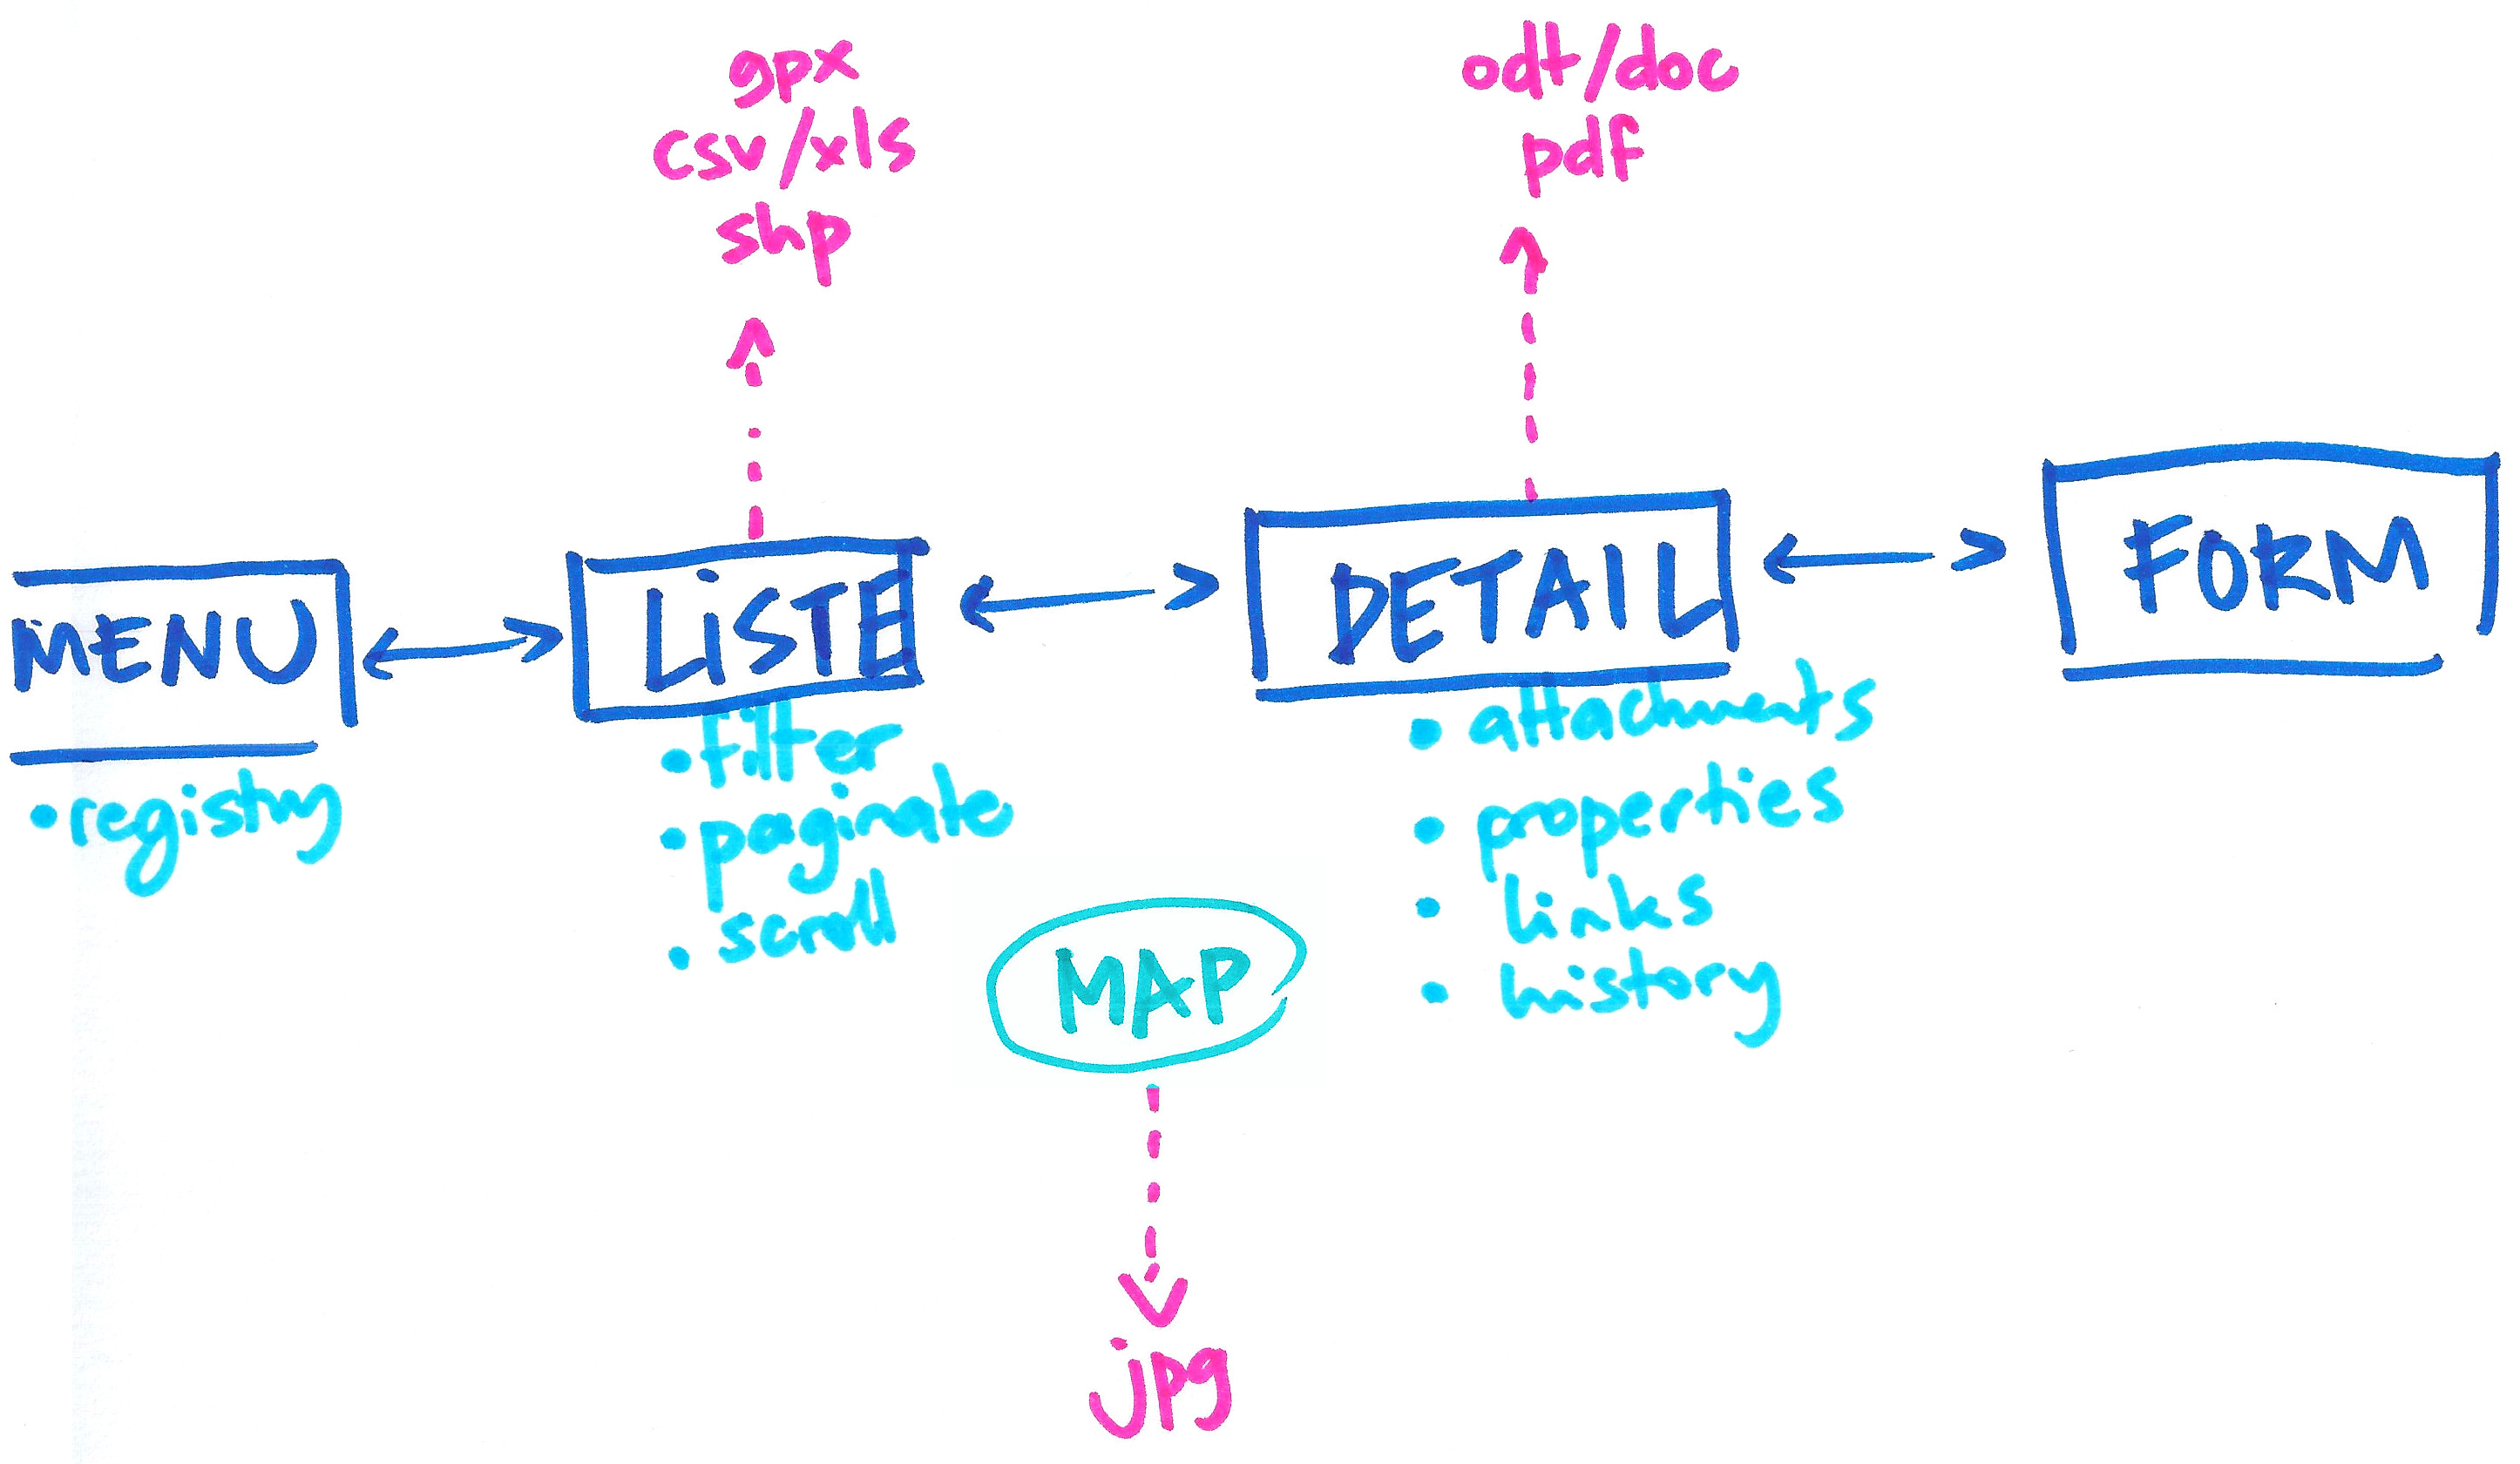 gpx
csv/xls
shp
odt/doc
pdf
MENU
LISTE
DETAIL
FORM
• registry
• filter
• paginate
• scroll
• attachments
• properties
• links
• history
MAP
jpg